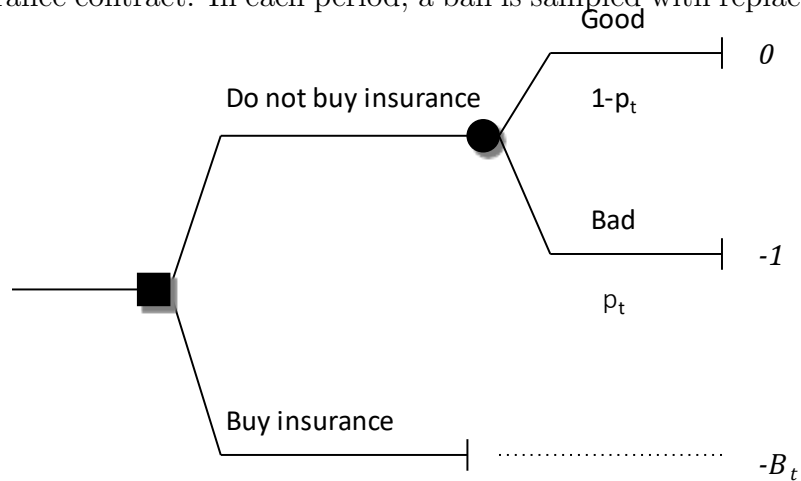 rance contract? In each period, a ball is sampled with replac
Good
0
Do not buy insurance
1-pt
Bad
-1
pt
Buy insurance
-Bt